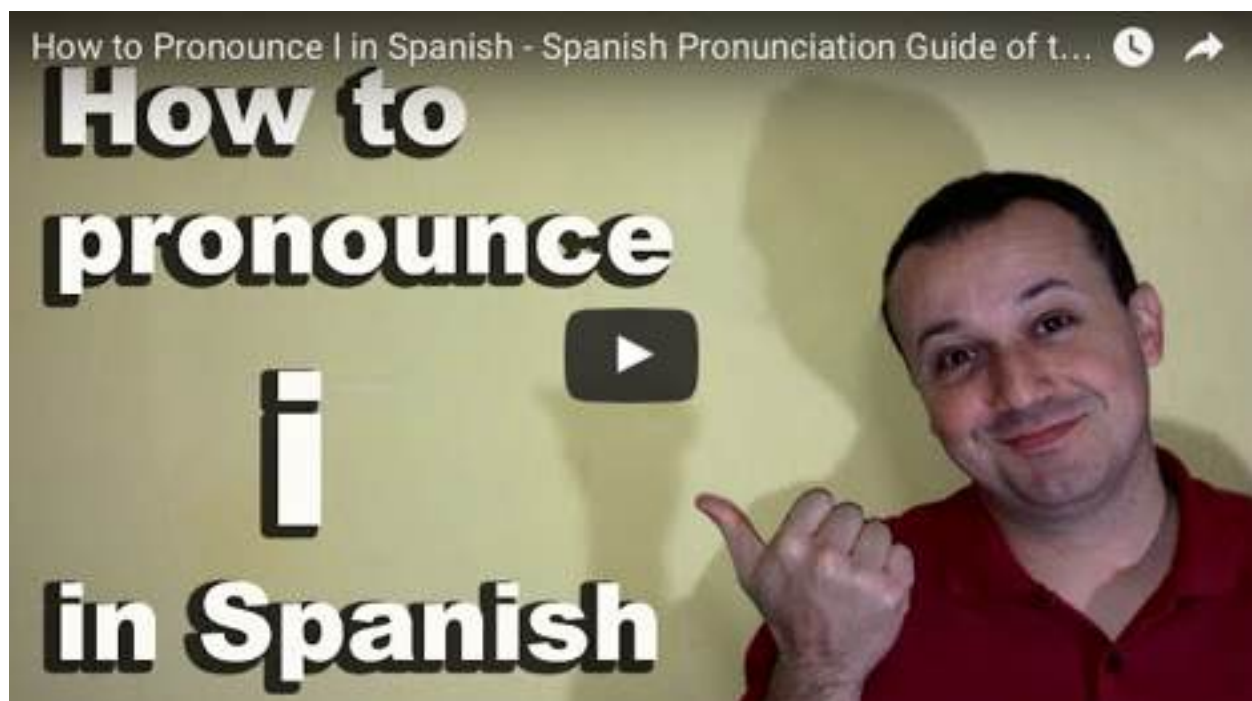 How to Pronounce I in Spanish - Spanish Pronunciation Guide of t...
How to
pronounce
i
in Spanish